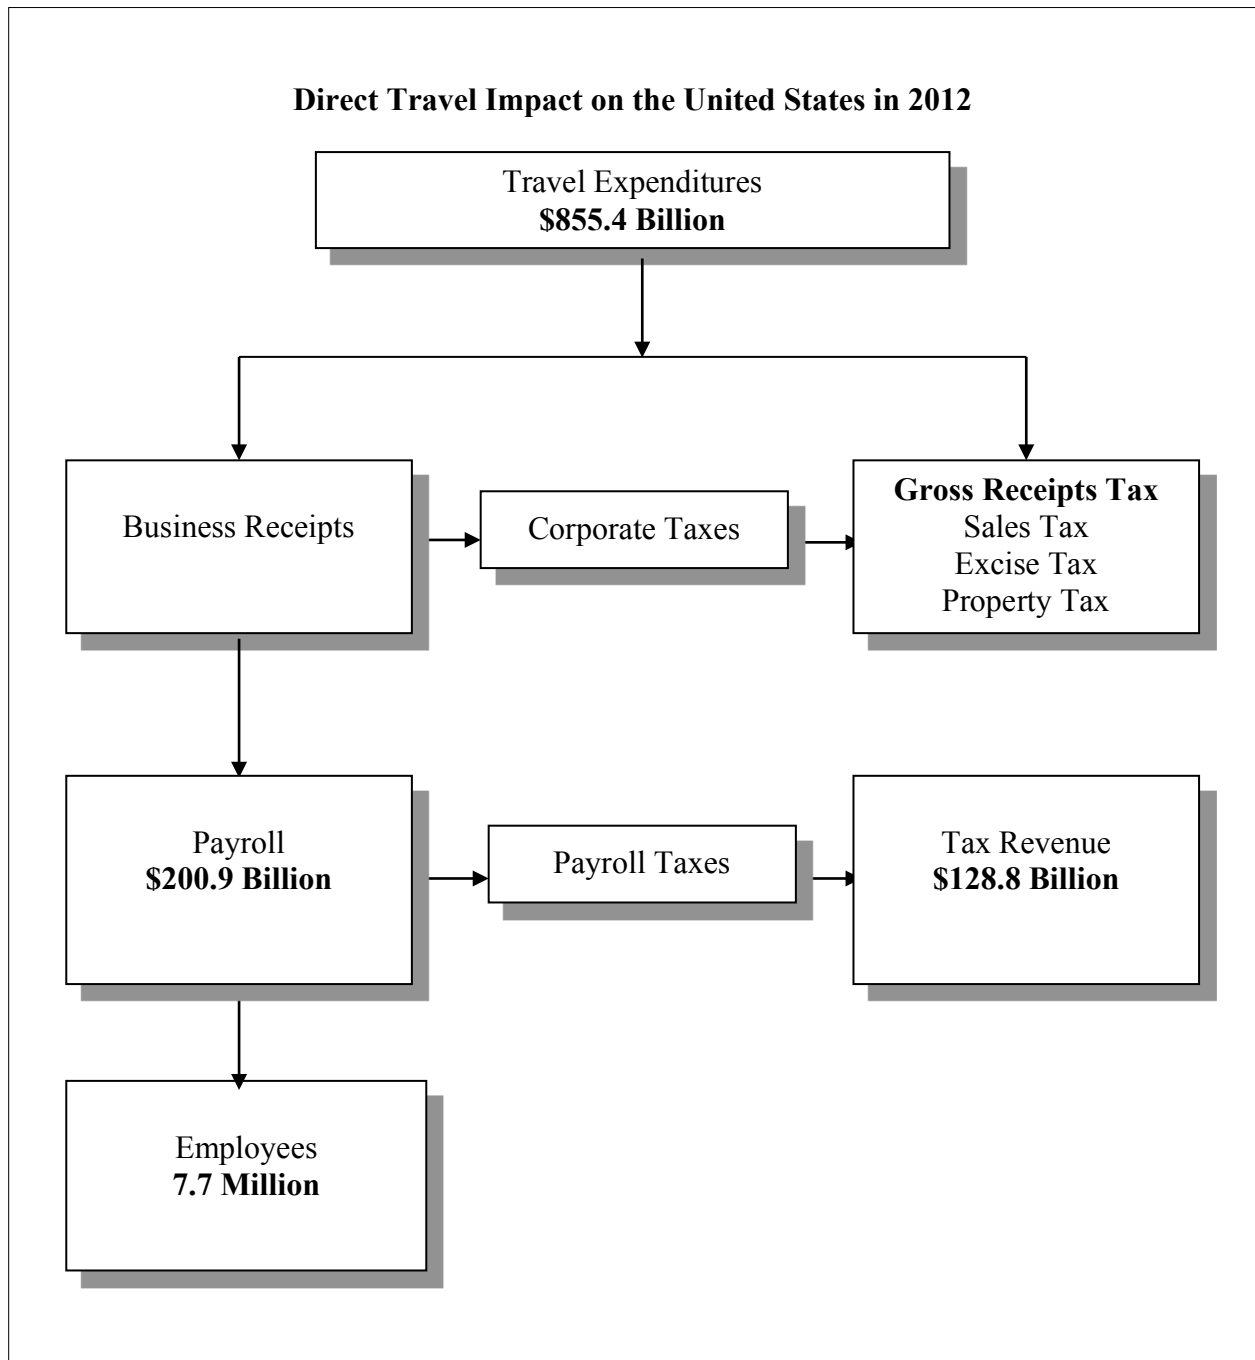 Direct Travel Impact on the United States in 2012
Travel Expenditures
$855.4 Billion
Business Receipts
Corporate Taxes
Gross Receipts Tax
Sales Tax
Excise Tax
Property Tax
Payroll
$200.9 Billion
Payroll Taxes
Tax Revenue
$128.8 Billion
Employees
7.7 Million